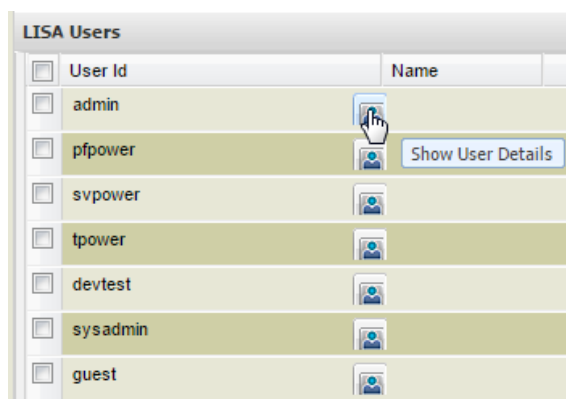 LISA Users
User Id Name
admin
pfpower Show User Details
svpower
tpower
devtest
sysadmin
guest